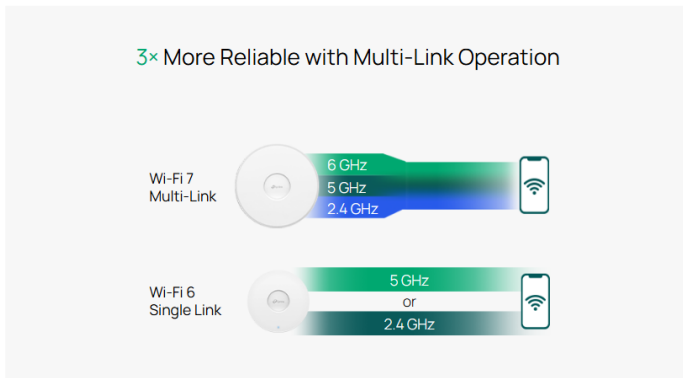 3× More Reliable with Multi-Link Operation
Wi-Fi 7
Multi-Link
6 GHz
5 GHz
2.4 GHz
Wi-Fi 6
Single Link
5 GHz
or
2.4 GHz